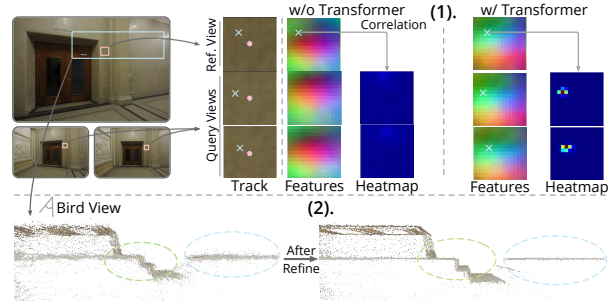 w/o Transformer
(1).
w/ Transformer
Correlation
Ref. View
Query Views
Track
Features
Heatmap
Features
Heatmap
Bird View
(2).
After
Refine